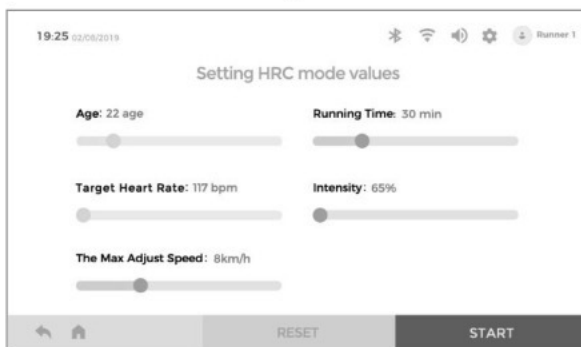 19:25 02/08/2019 Runner 1
Setting HRC mode values
Age: 22 age Running Time: 30 min
Target Heart Rate: 117 bpm Intensity: 65%
The Max Adjust Speed: 8km/h
RESET START